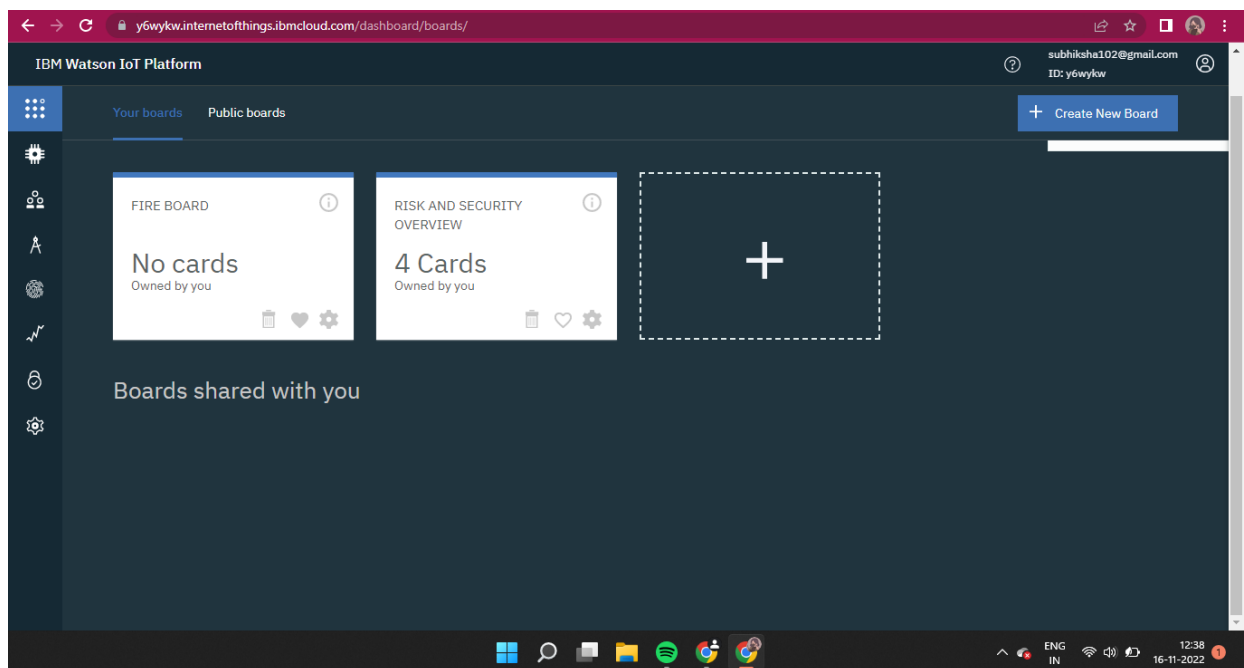 y6wykw.internetofthings.ibmcloud.com/dashboard/boards/
IBM Watson IoT Platform
subhiksha102@gmail.com
ID: y6wykw
Your boards
Public boards
+ Create New Board
FIRE BOARD
No cards
Owned by you
RISK AND SECURITY
OVERVIEW
4 Cards
Owned by you
Boards shared with you
ENG
IN
12:38
16-11-2022
1